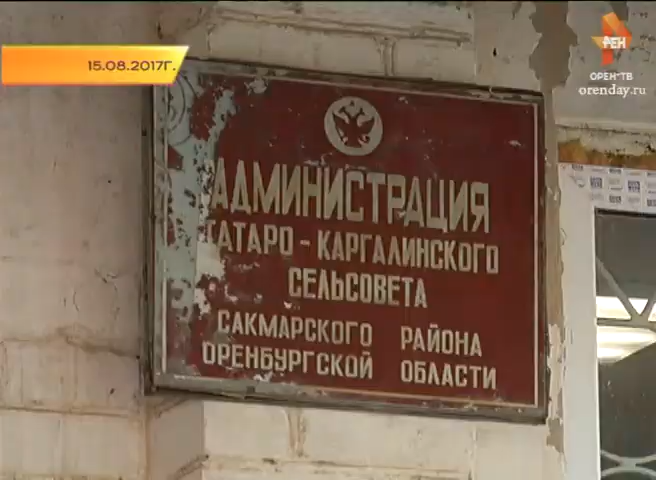 15.08.2017г.
РЕН
ОРЕН-ТВ
orenday.ru
АДМИНИСТРАЦИЯ
ТАТАРО - КАРГАЛИНСКОГО
СЕЛЬСОВЕТА
САКМАРСКОГО РАЙОНА
ОРЕНБУРГСКОЙ ОБЛАСТИ